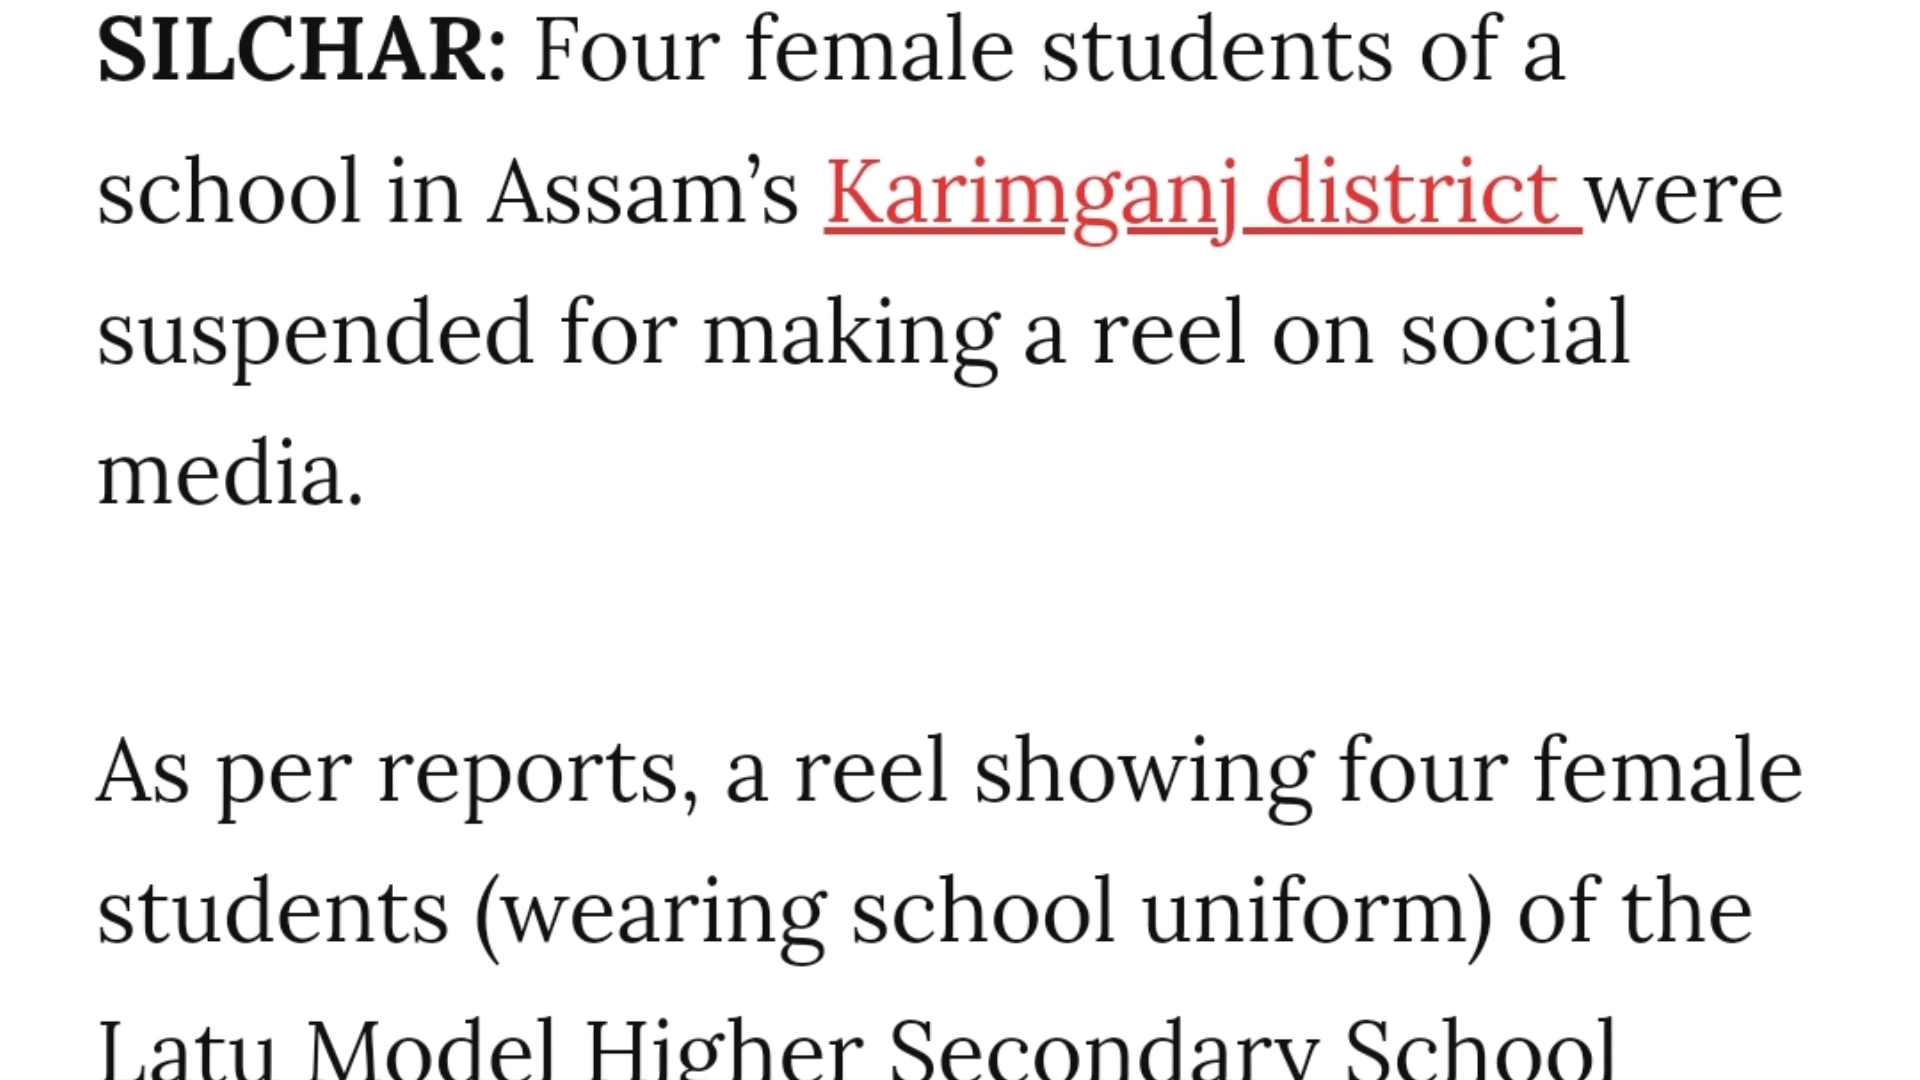 SILCHAR: Four female students of a
school in Assam’s Karimganj district were
suspended for making a reel on social
media.
As per reports, a reel showing four female
students (wearing school uniform) of the
Latu Model Higher Secondary School